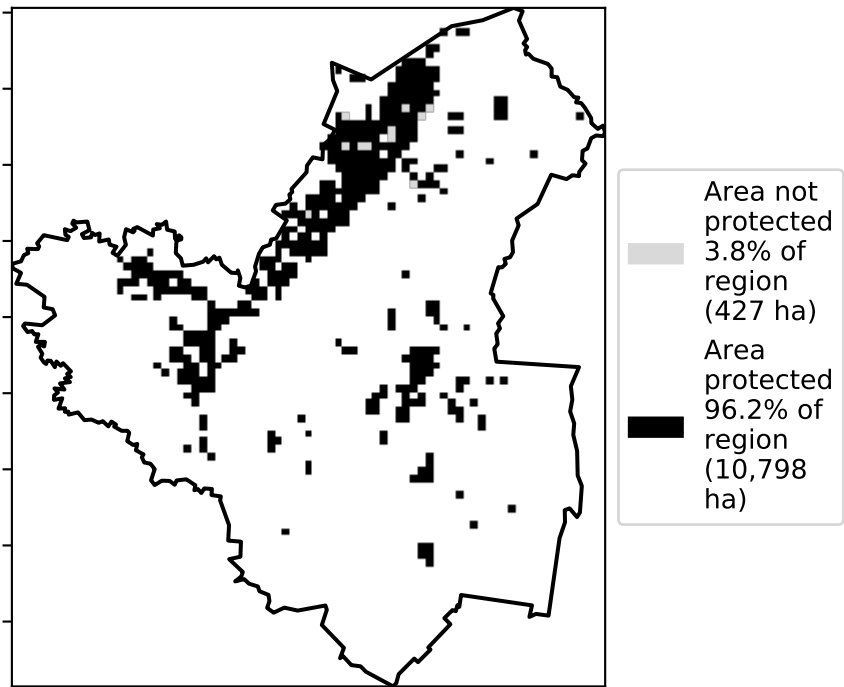 Area not
protected
3.8% of
region
(427 ha)
Area
protected
96.2% of
region
(10,798
ha)